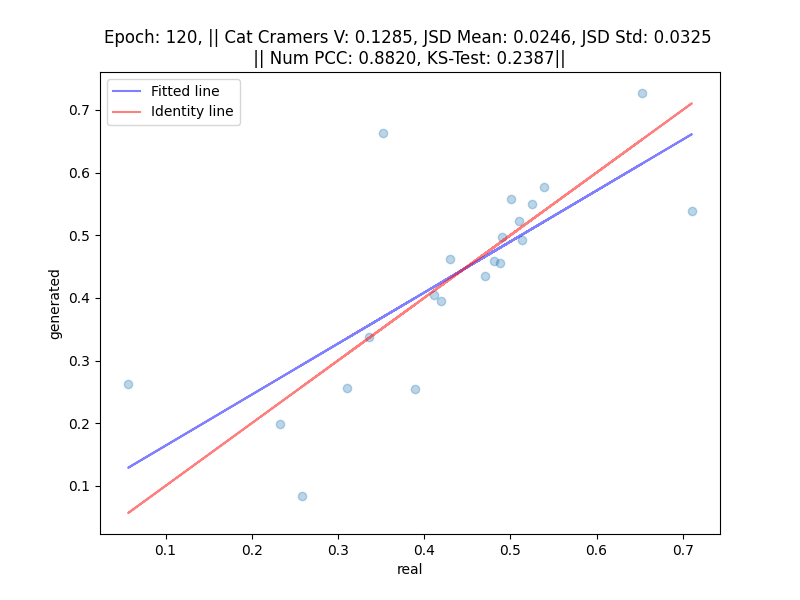 Epoch: 120, || Cat Cramers V: 0.1285, JSD Mean: 0.0246, JSD Std: 0.0325
|| Num PCC: 0.8820, KS-Test: 0.2387||
Fitted line
Identity line
0.7
0.6
0.5
0.4
0.3
0.2
0.1
generated
0.1 0.2 0.3 0.4 0.5 0.6 0.7
real